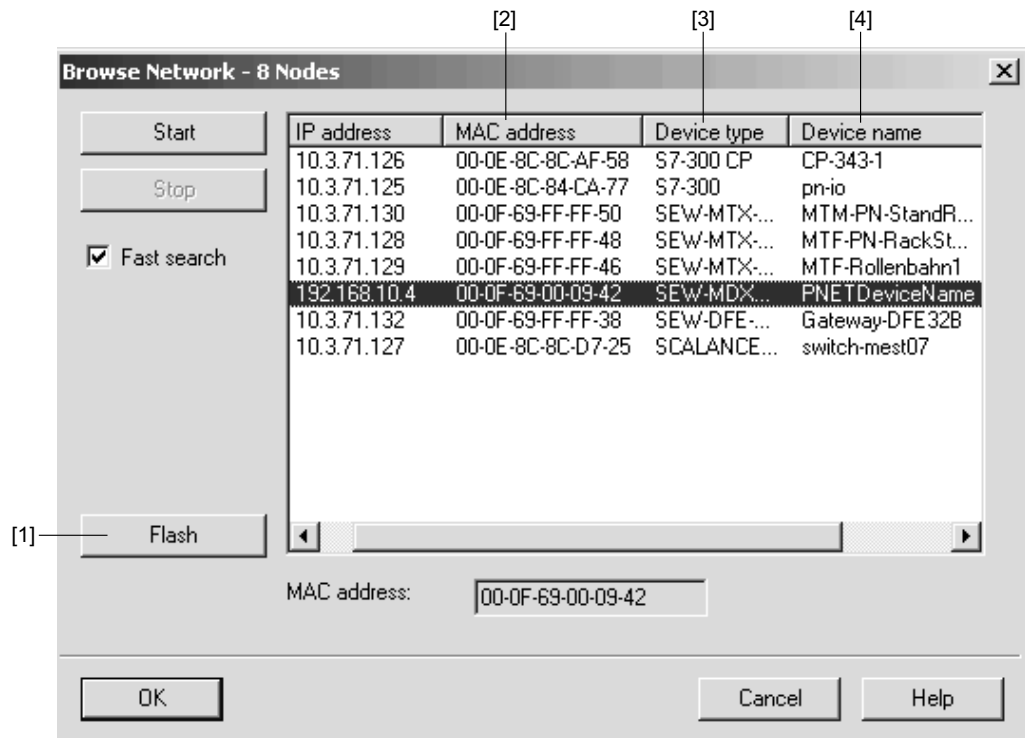 [2] [3] [4]
Browse Network - 8 Nodes
Start
Stop
Fast search
IP address MAC address Device type Device name
10.3.71.126 00-0E-8C-8C-AF-58 S7-300 CP CP-343-1
10.3.71.125 00-0E-8C-84-CA-77 S7-300 pn-io
10.3.71.130 00-0F-69-FF-FF-50 SEW-MTX-... MTM-PN-StandR...
10.3.71.128 00-0F-69-FF-FF-48 SEW-MTX-... MTF-PN-RackSt...
10.3.71.129 00-0F-69-FF-FF-46 SEW-MTX-... MTF-Rollenbahn1
192.168.10.4 00-0F-69-00-09-42 SEW-MDX... PNETDeviceName
10.3.71.132 00-0F-69-FF-FF-38 SEW-DFE-... Gateway-DFE32B
10.3.71.127 00-0E-8C-8C-D7-25 SCALANCE... switch-mest07
[1] Flash
MAC address: 00-0F-69-00-09-42
OK Cancel Help